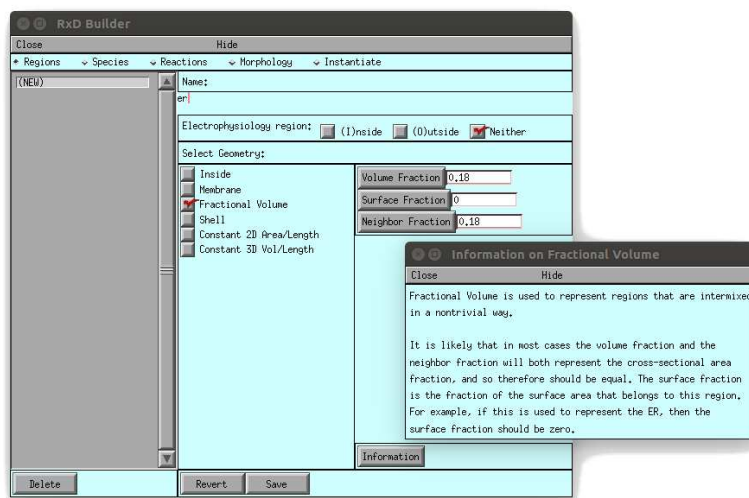 RxD Builder
Close Hide
Regions Species Reactions Morphology Instantiate
(NEW)
Name:
er
Electrophysiology region: (I)nside (O)utside Neither
Select Geometry:
Inside
Membrane
Fractional Volume
Shell
Constant 2D Area/Length
Constant 3D Vol/Length
Volume Fraction 0.18
Surface Fraction 0
Neighbor Fraction 0.18
Information on Fractional Volume
Close Hide
Fractional Volume is used to represent regions that are intermixed
in a nontrivial way.
It is likely that in most cases the volume fraction and the
neighbor fraction will both represent the cross-sectional area
fraction, and so therefore should be equal. The surface fraction
is the fraction of the surface area that belongs to this region.
For example, if this is used to represent the ER, then the
surface fraction should be zero.
Information
Delete Revert Save